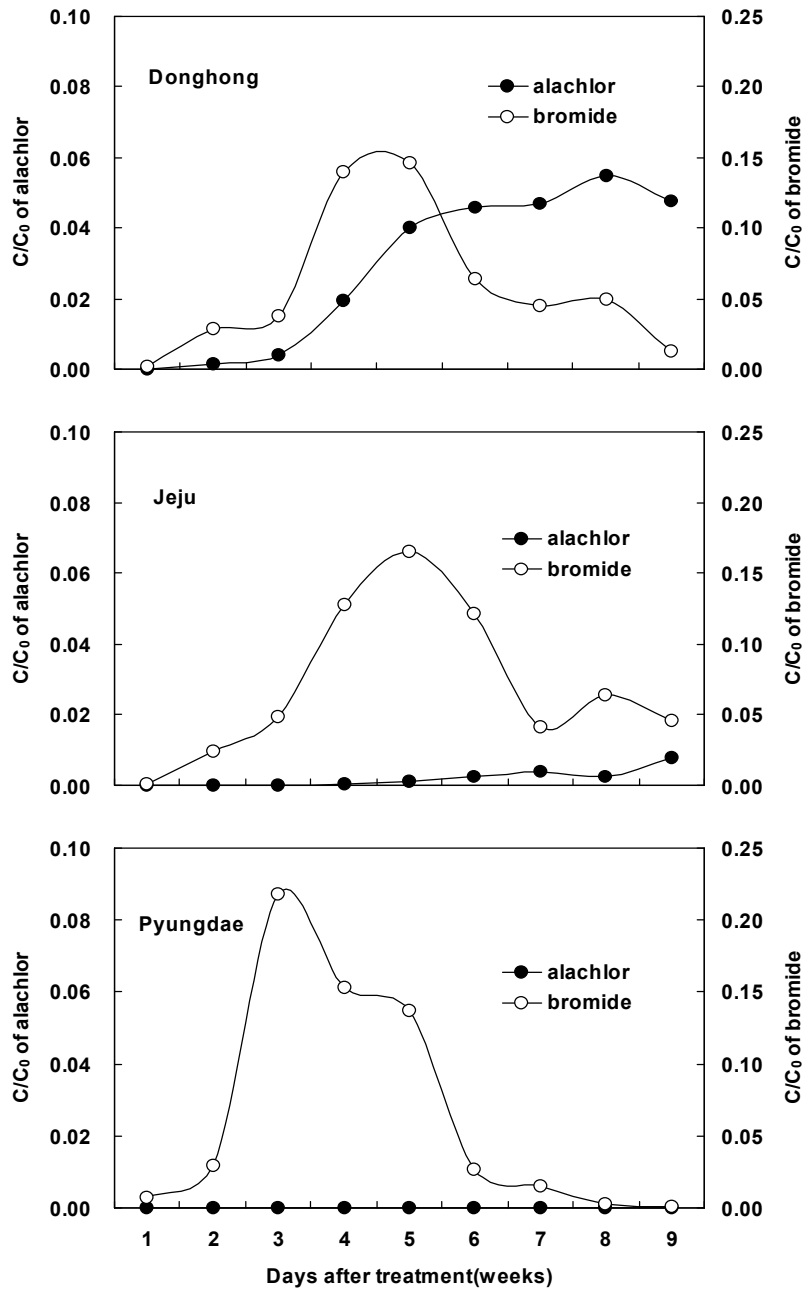 0.10
0.08
0.06
0.04
0.02
0.00
C/C₀ of alachlor
Donghong
alachlor
bromide
0.25
0.20
0.15
0.10
0.05
0.00
C/C₀ of bromide
0.10
0.08
0.06
0.04
0.02
0.00
C/C₀ of alachlor
Jeju
alachlor
bromide
0.25
0.20
0.15
0.10
0.05
0.00
C/C₀ of bromide
0.10
0.08
0.06
0.04
0.02
0.00
C/C₀ of alachlor
Pyungdae
alachlor
bromide
0.25
0.20
0.15
0.10
0.05
0.00
C/C₀ of bromide
1 2 3 4 5 6 7 8 9
Days after treatment(weeks)